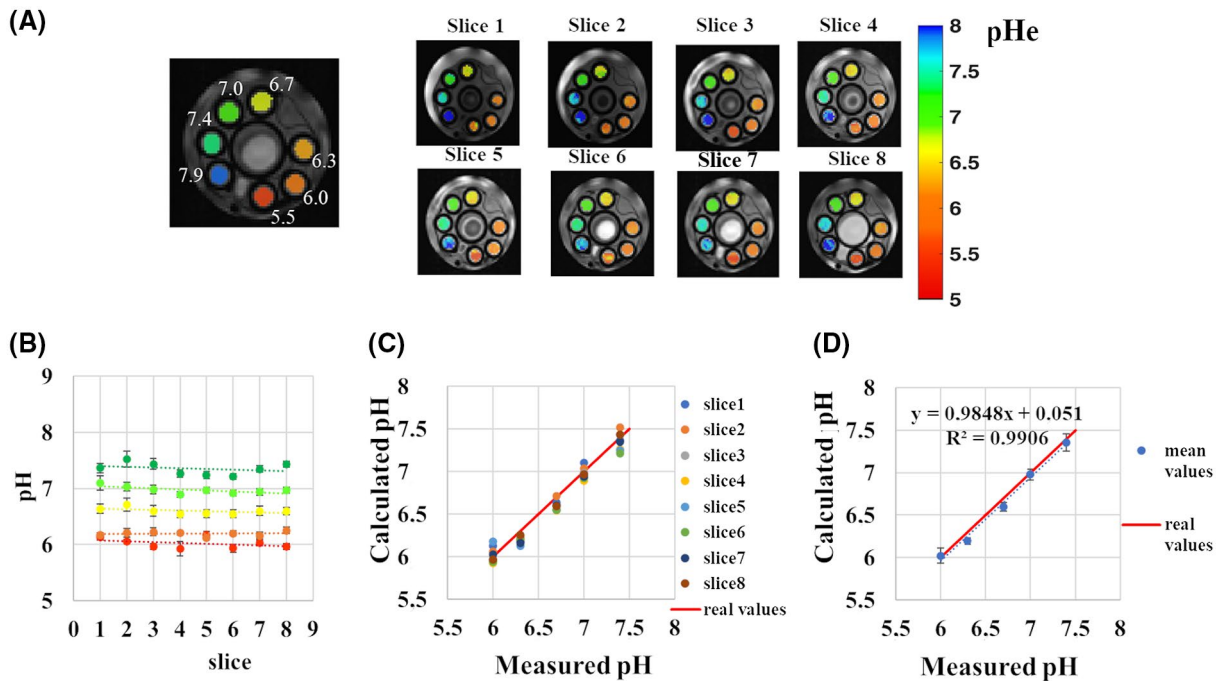 (A)
6.7
7.0
7.4
7.9
6.3
6.0
5.5
Slice 1
Slice 2
Slice 3
Slice 4
Slice 5
Slice 6
Slice 7
Slice 8
pHe
8
7.5
7
6.5
6
5.5
5
(B)
pH
9
8
7
6
5
0 1 2 3 4 5 6 7 8 9
slice
(C)
Calculated pH
8
7.5
7
6.5
6
5.5
5.5 6 6.5 7 7.5 8
Measured pH
slice1
slice2
slice3
slice4
slice5
slice6
slice7
slice8
real values
(D)
Calculated pH
8
7.5
7
6.5
6
5.5
y = 0.9848x + 0.051
R² = 0.9906
5.5 6 6.5 7 7.5 8
Measured pH
mean
values
real
values